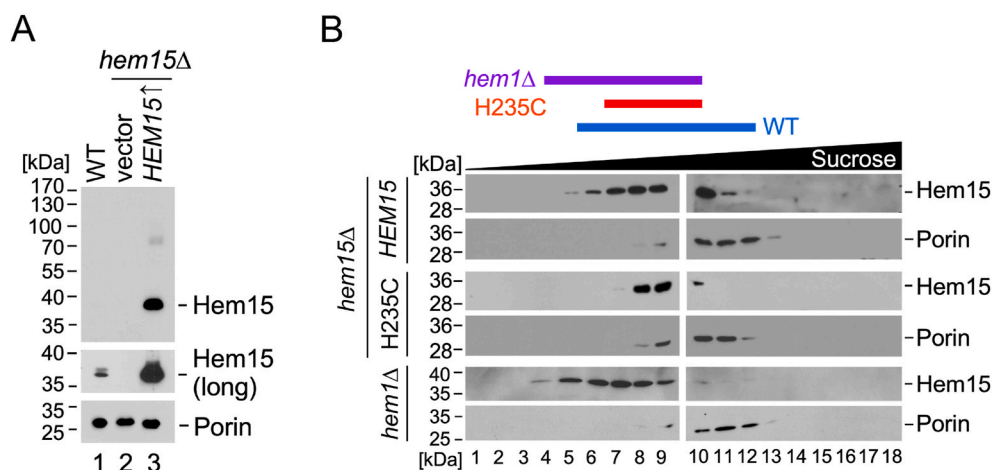 A
hem15Δ
WT
vector
HEM15↑
[kDa]
170
130
100
70
55
40
35
Hem15
40
35
Hem15
(long)
35
25
Porin
1 2 3
B
hem1Δ
H235C
WT
[kDa]
Sucrose
hem15Δ
HEM15
36
28
Hem15
36
28
Porin
H235C
36
28
Hem15
36
28
Porin
hem1Δ
40
35
Hem15
35
25
Porin
[kDa] 1 2 3 4 5 6 7 8 9 10 11 12 13 14 15 16 17 18